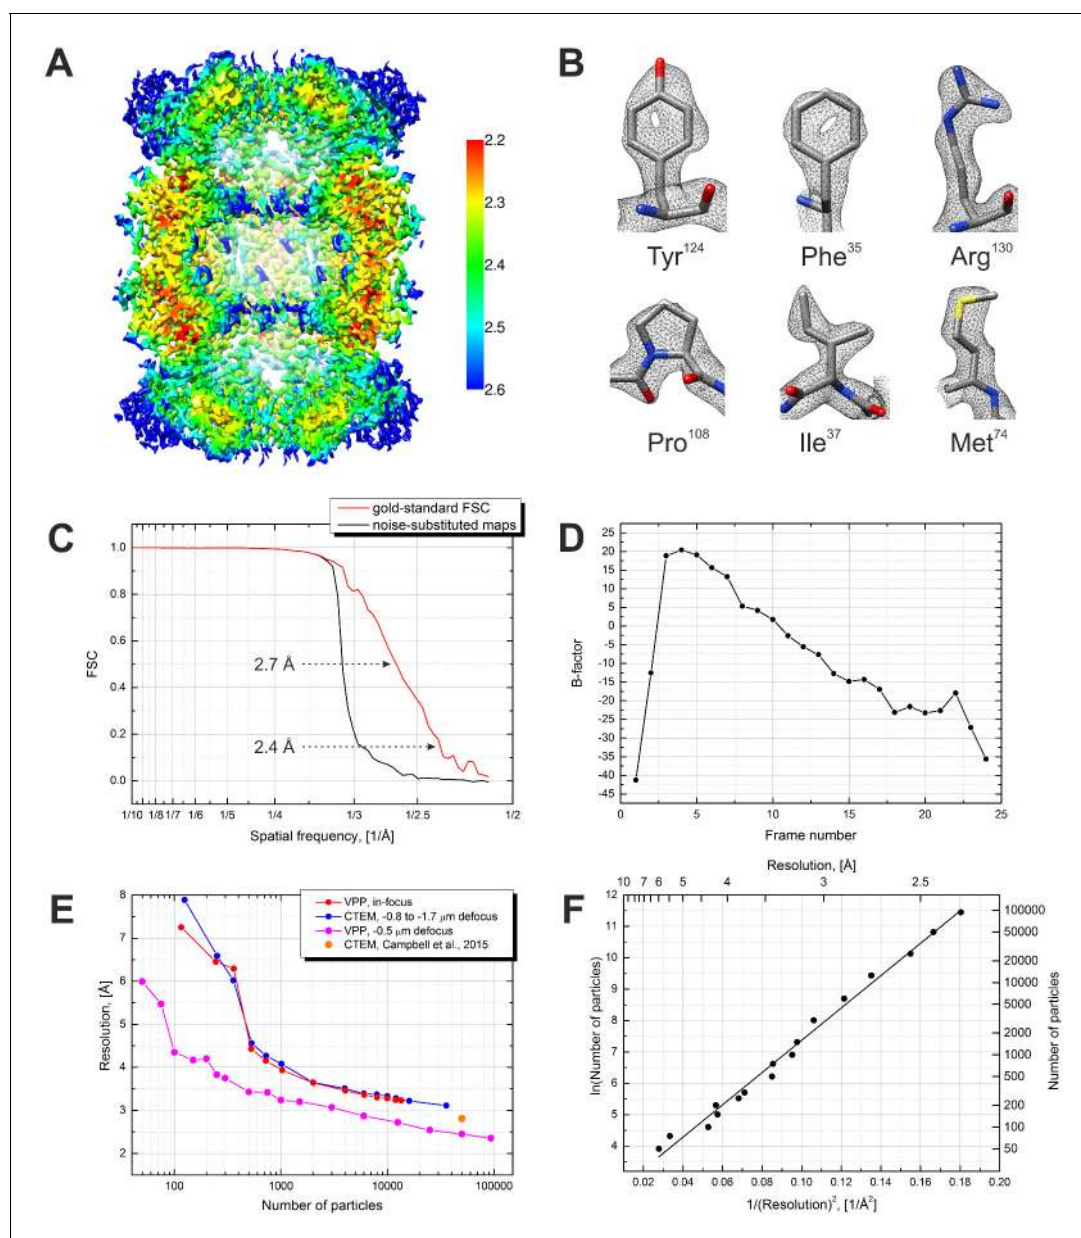 A
2.2
2.3
2.4
2.5
2.6
B
Tyr124
Phe35
Arg130
Pro108
Ile37
Met74
C
gold-standard FSC
noise-substituted maps
FSC
1.0
0.8
0.6
0.4
0.2
0.0
2.7 Å
2.4 Å
1/10 1/8 1/7 1/6 1/5 1/4 1/3 1/2.5 1/2
Spatial frequency, [1/Å]
D
B-factor
25
20
15
10
5
0
-5
-10
-15
-20
-25
-30
-35
-40
-45
0 5 10 15 20 25
Frame number
E
VPP, in-focus
CTEM, -0.8 to -1.7 µm defocus
VPP, -0.5 µm defocus
CTEM, Campbell et al., 2015
Resolution, [Å]
8
7
6
5
4
3
2
100 1000 10000 100000
Number of particles
F
Resolution, [Å]
10 8 7 6 5 4 3 2.5
ln(Number of particles)
12
11
10
9
8
7
6
5
4
100000
50000
25000
10000
5000
2000
1000
500
200
100
50
Number of particles
0.02 0.04 0.06 0.08 0.10 0.12 0.14 0.16 0.18 0.20
1/(Resolution)2, [1/Å2]